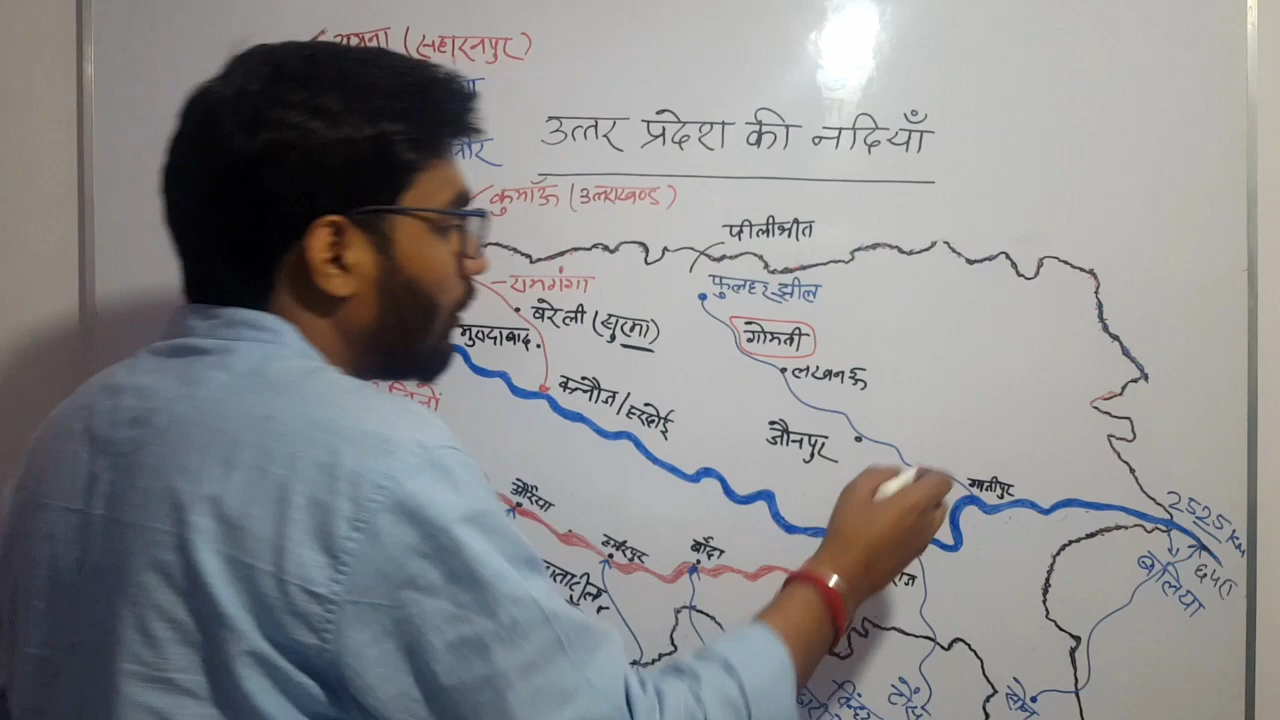 यमुना (सहारनपुर)
उत्तर प्रदेश की नदियाँ
कुमाँऊ (उत्तराखण्ड)
पीलीभीत
रामगंगा
फुलहर झील
बरेली (सुरमा)
गोमती
मुरादाबाद
लखनऊ
कन्नौज/हरदोई
जौनपुर
औरैया
गाजीपुर
2525 km
हमीरपुर
बाँदा
बलिया
टोंस
सोन